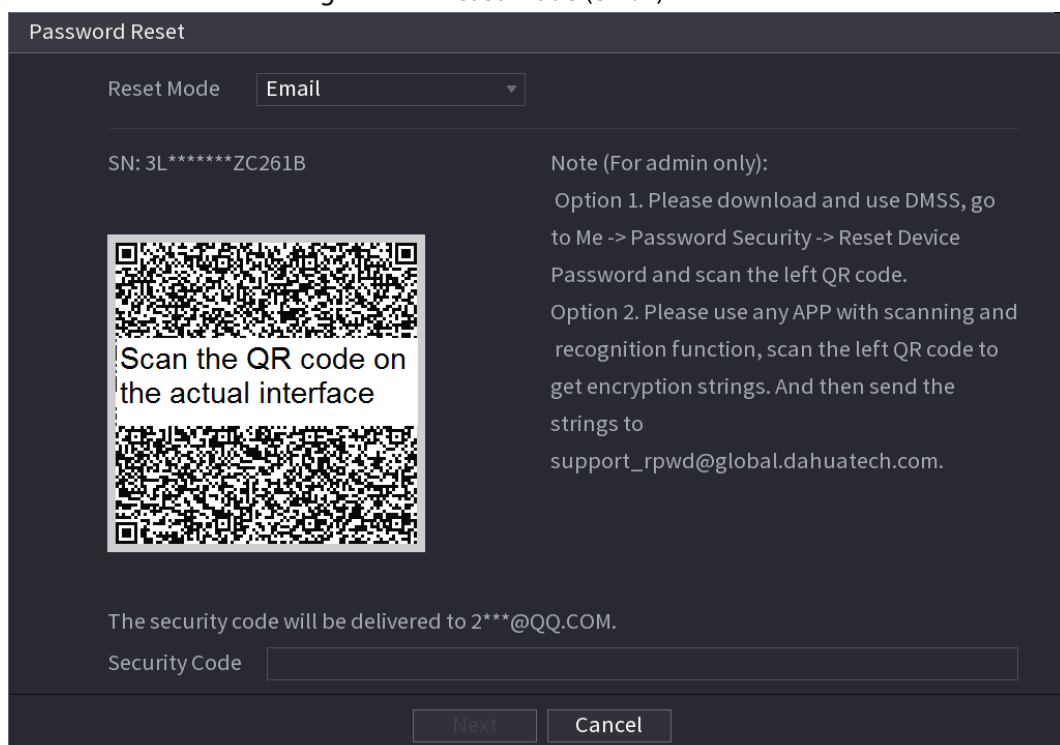 Password Reset
Reset Mode
Email
SN: 3L*******ZC261B
Note (For admin only):
Option 1. Please download and use DMSS, go
to Me -> Password Security -> Reset Device
Password and scan the left QR code.
Option 2. Please use any APP with scanning and
recognition function, scan the left QR code to
get encryption strings. And then send the
strings to
support_rpwd@global.dahuatech.com.
Scan the QR code on
the actual interface
The security code will be delivered to 2***@QQ.COM.
Security Code
Next
Cancel